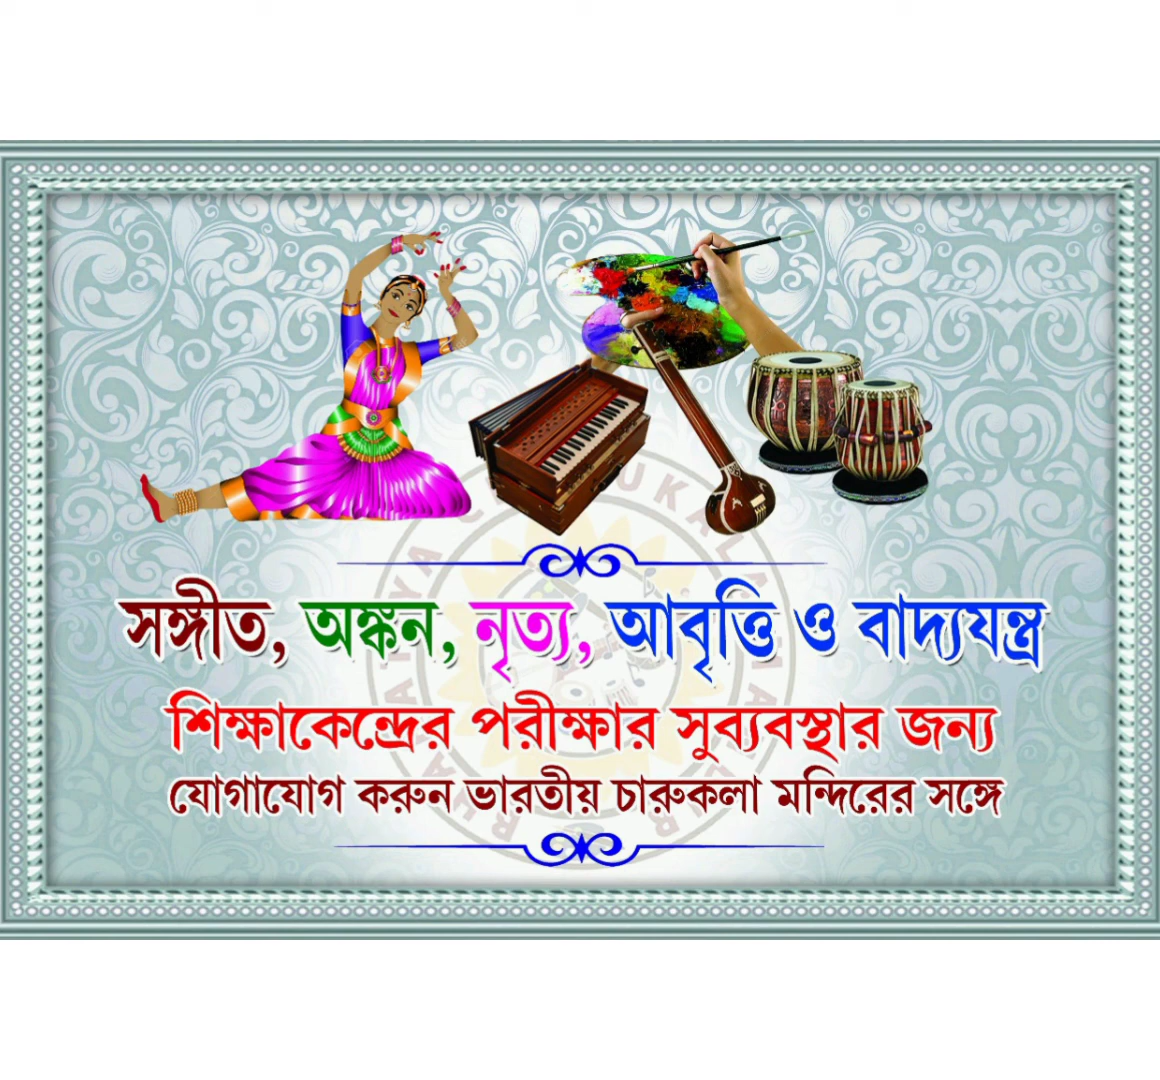 সঙ্গীত, অঙ্কন, নৃত্য, আবৃত্তি ও বাদ্যযন্ত্র
শিক্ষাকেন্দ্রের পরীক্ষার সুব্যবস্থার জন্য
যোগাযোগ করুন ভারতীয় চারুকলা মন্দিরের সঙ্গে